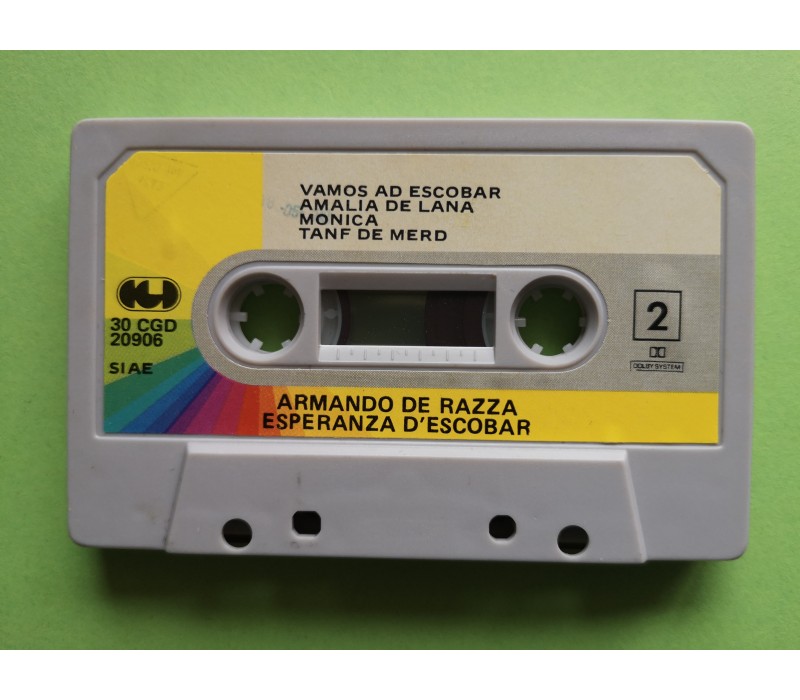 VAMOS AD ESCOBAR
AMALIA DE LANA
MONICA
TANF DE MERD
30 CGD
20906
SIAE
2
DOLBY SYSTEM
ARMANDO DE RAZZA
ESPERANZA D'ESCOBAR